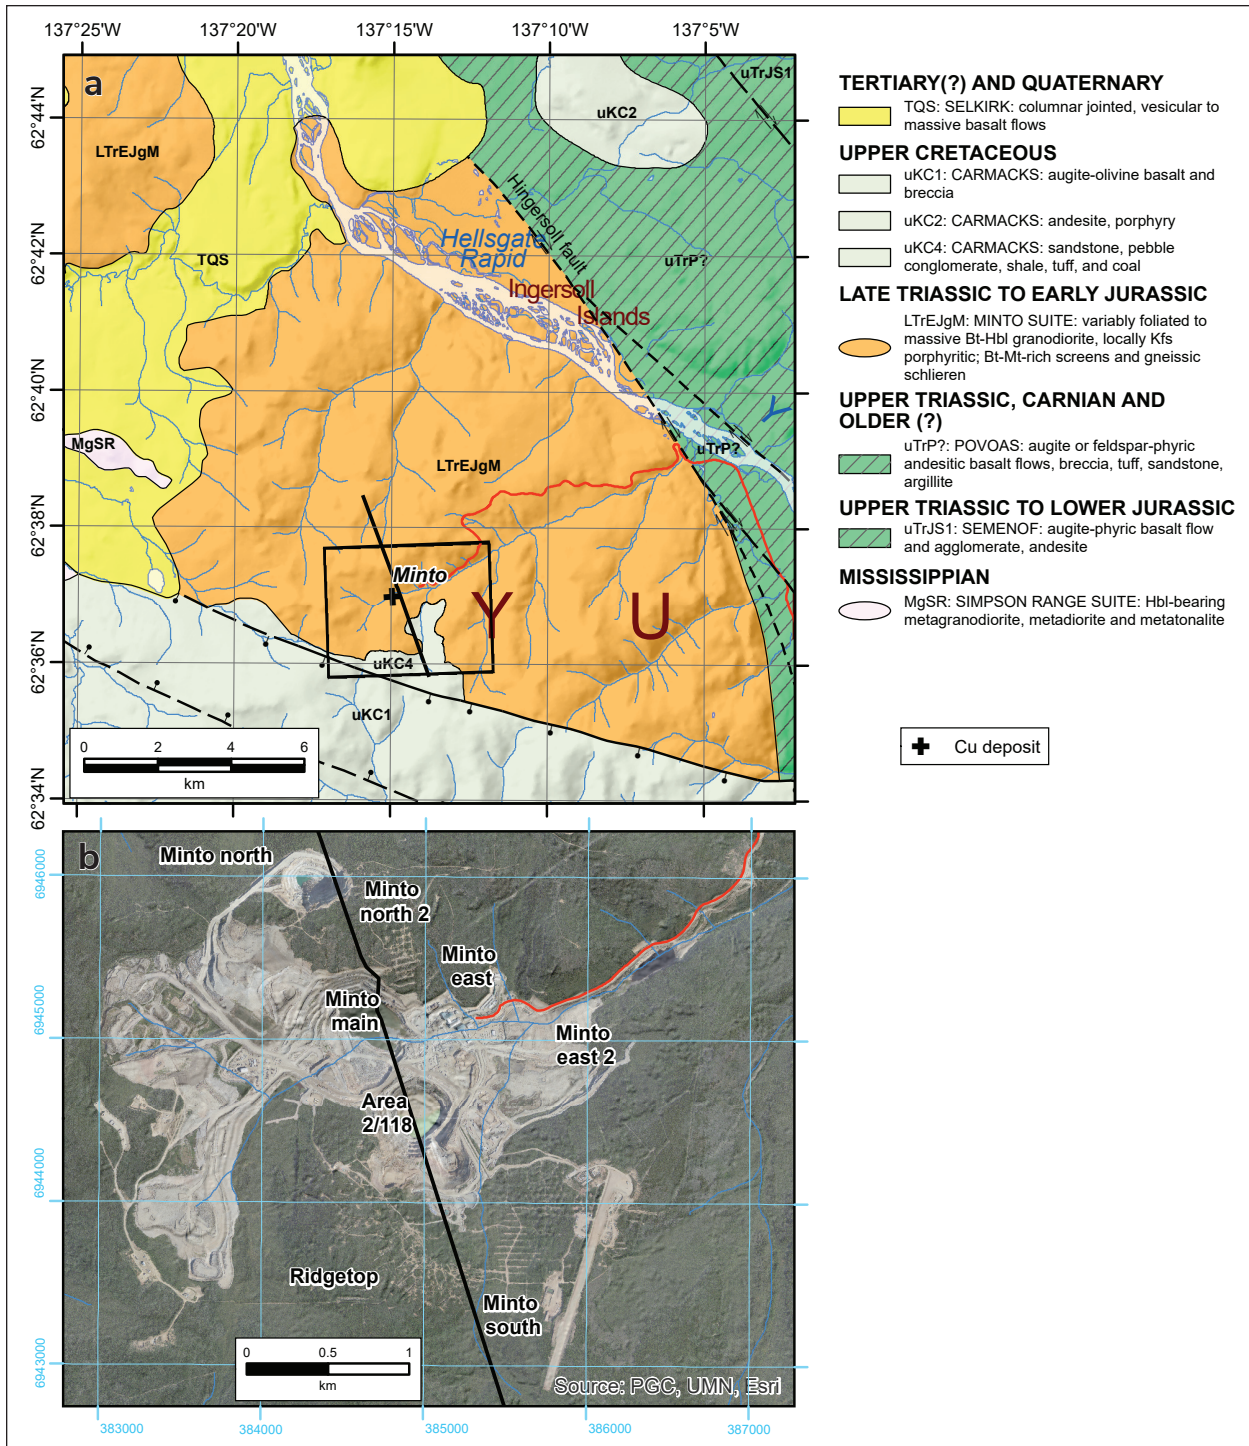 137°25'W
137°20'W
137°15'W
137°10'W
137°5'W
a
62°44'N
62°42'N
62°40'N
62°38'N
62°36'N
62°34'N
uTrJS1
uKC2
LTrEJgM
Hingersoll fault
Hellsgate
Rapid
TQS
uTrP?
Ingersoll
Islands
Y
MgSR
LTrEJgM
uTrP?
Minto
Y
U
uKC4
uKC1
0
2
4
6
km
TERTIARY(?) AND QUATERNARY
TQS: SELKIRK: columnar jointed, vesicular to
massive basalt flows
UPPER CRETACEOUS
uKC1: CARMACKS: augite-olivine basalt and
breccia
uKC2: CARMACKS: andesite, porphyry
uKC4: CARMACKS: sandstone, pebble
conglomerate, shale, tuff, and coal
LATE TRIASSIC TO EARLY JURASSIC
LTrEJgM: MINTO SUITE: variably foliated to
massive Bt-Hbl granodiorite, locally Kfs
porphyritic; Bt-Mt-rich screens and gneissic
schlieren
UPPER TRIASSIC, CARNIAN AND
OLDER (?)
uTrP?: POVOAS: augite or feldspar-phyric
andesitic basalt flows, breccia, tuff, sandstone,
argillite
UPPER TRIASSIC TO LOWER JURASSIC
uTrJS1: SEMENOF: augite-phyric basalt flow
and agglomerate, andesite
MISSISSIPPIAN
MgSR: SIMPSON RANGE SUITE: Hbl-bearing
metagranodiorite, metadiorite and metatonalite
Cu deposit
b
Minto north
Minto
north 2
Minto
east
Minto
main
Minto
east 2
Area
2/118
Ridgetop
Minto
south
0
0.5
1
km
Source: PGC, UMN, Esri
6946000
6945000
6944000
6943000
383000
384000
385000
386000
387000